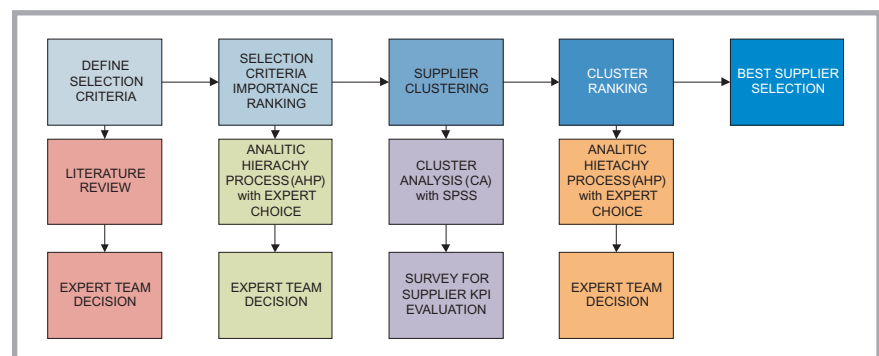 DEFINE
SELECTION
CRITERIA
SELECTION
CRITERIA
IMPORTANCE
RANKING
SUPPLIER
CLUSTERING
CLUSTER
RANKING
BEST SUPPLIER
SELECTION
LITERATURE
REVIEW
ANALITIC
HIERACHY
PROCESS (AHP)
with EXPERT
CHOICE
CLUSTER
ANALYSIS (CA)
with SPSS
ANALITIC
HIETACHY
PROCESS (AHP)
with EXPERT
CHOICE
EXPERT TEAM
DECISION
EXPERT TEAM
DECISION
SURVEY FOR
SUPPLIER KPI
EVALUATION
EXPERT TEAM
DECISION